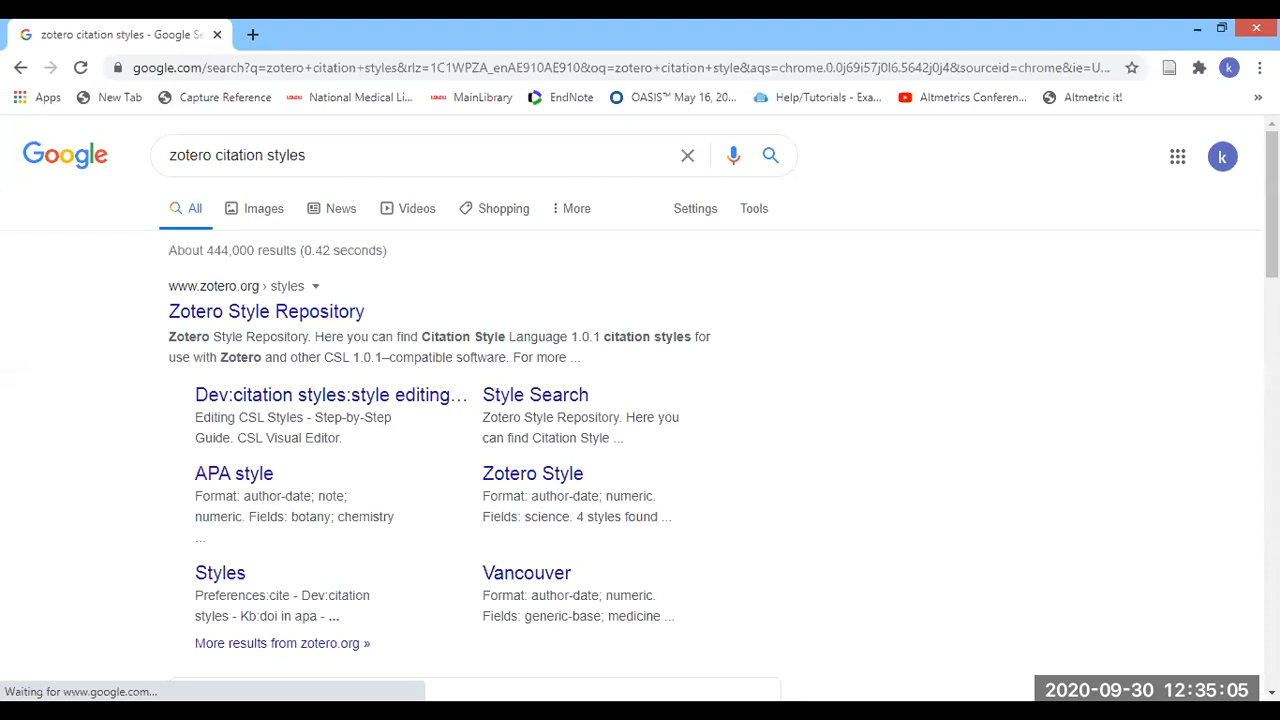 zotero citation styles - Google Se
google.com/search?q=zotero+citation+styles&rlz=1C1WPZA_enAE910AE910&oq=zotero+citation+style&aqs=chrome.0.0j69i57j0l6.5642j0j4&sourceid=chrome&ie=U...
k
Apps
New Tab
Capture Reference
National Medical Li...
MainLibrary
EndNote
OASIS™ May 16, 20...
Help/Tutorials - Exa...
Altmetrics Conferen...
Altmetric it!
»
Google
zotero citation styles
k
All
Images
News
Videos
Shopping
More
Settings
Tools
About 444,000 results (0.42 seconds)
www.zotero.org › styles
Zotero Style Repository
Zotero Style Repository. Here you can find Citation Style Language 1.0.1 citation styles for
use with Zotero and other CSL 1.0.1–compatible software. For more ...
Dev:citation styles:style editing...
Editing CSL Styles - Step-by-Step
Guide. CSL Visual Editor.
Style Search
Zotero Style Repository. Here you
can find Citation Style ...
APA style
Format: author-date; note;
numeric. Fields: botany; chemistry
...
Zotero Style
Format: author-date; numeric.
Fields: science. 4 styles found ...
Styles
Preferences:cite - Dev:citation
styles - Kb:doi in apa - ...
Vancouver
Format: author-date; numeric.
Fields: generic-base; medicine ...
More results from zotero.org »
Waiting for www.google.com...
2020-09-30 12:35:05